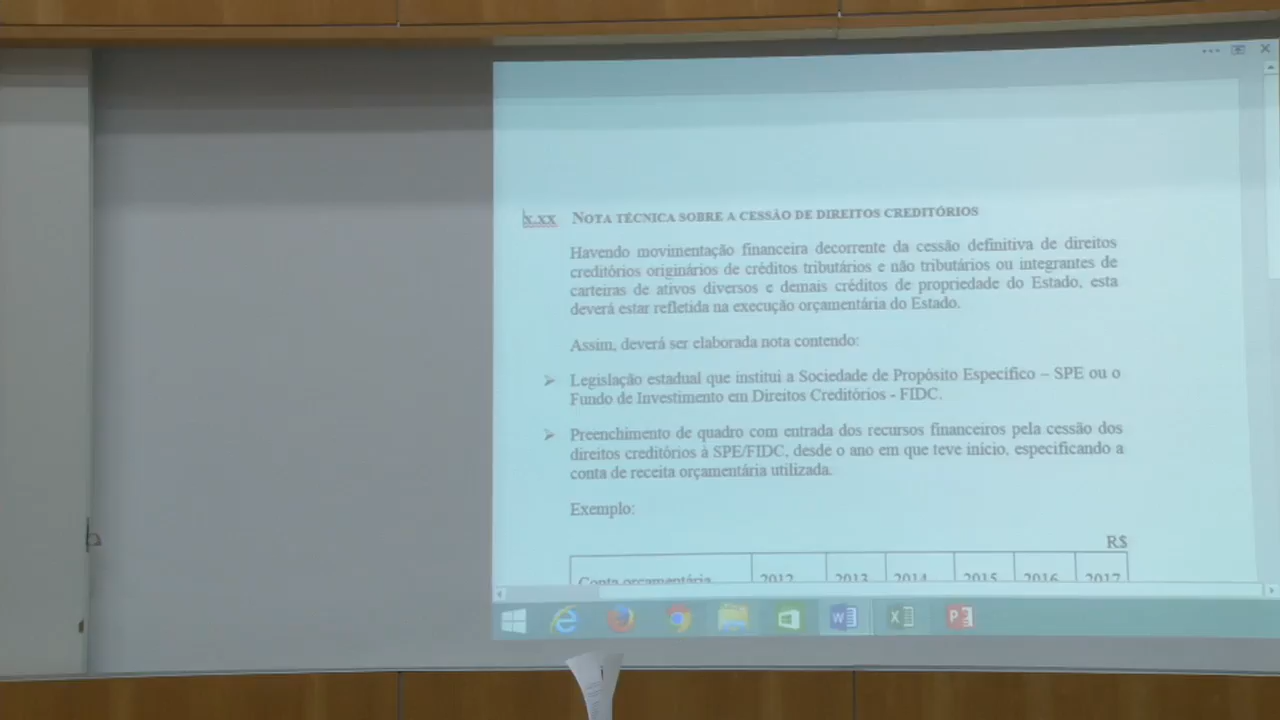 x.xx NOTA TÉCNICA SOBRE A CESSÃO DE DIREITOS CREDITÓRIOS
Havendo movimentação financeira decorrente da cessão definitiva de direitos
creditórios originários de créditos tributários e não tributários ou integrantes de
carteiras de ativos diversos e demais créditos de propriedade do Estado, esta
deverá estar refletida na execução orçamentária do Estado.
Assim, deverá ser elaborada nota contendo:
➢ Legislação estadual que institui a Sociedade de Propósito Específico – SPE ou o
Fundo de Investimento em Direitos Creditórios - FIDC.
➢ Preenchimento de quadro com entrada dos recursos financeiros pela cessão dos
direitos creditórios à SPE/FIDC, desde o ano em que teve início, especificando a
conta de receita orçamentária utilizada.
Exemplo:
R$
Conta orçamentária 2012 2013 2014 2015 2016 2017